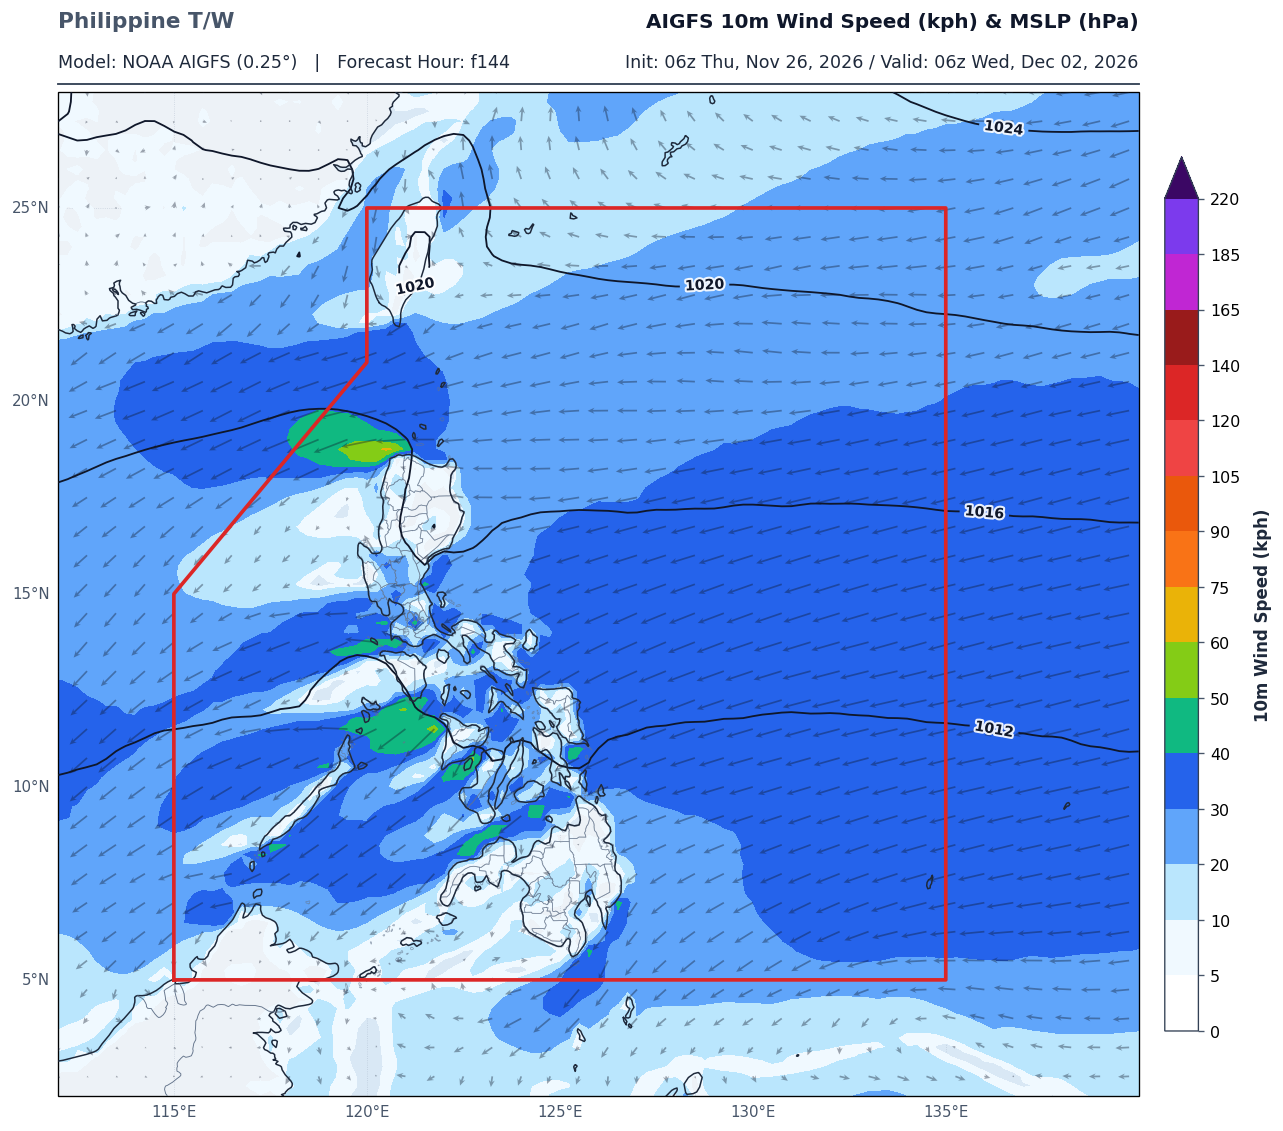 Philippine T/W
AIGFS 10m Wind Speed (kph) & MSLP (hPa)
Model: NOAA AIGFS (0.25°)   |   Forecast Hour: f144
Init: 06z Thu, Nov 26, 2026 / Valid: 06z Wed, Dec 02, 2026
1024
1020
1020
1016
1012
25°N
20°N
15°N
10°N
5°N
115°E
120°E
125°E
130°E
135°E
220
185
165
140
120
105
90
75
60
50
40
30
20
10
5
0
10m Wind Speed (kph)